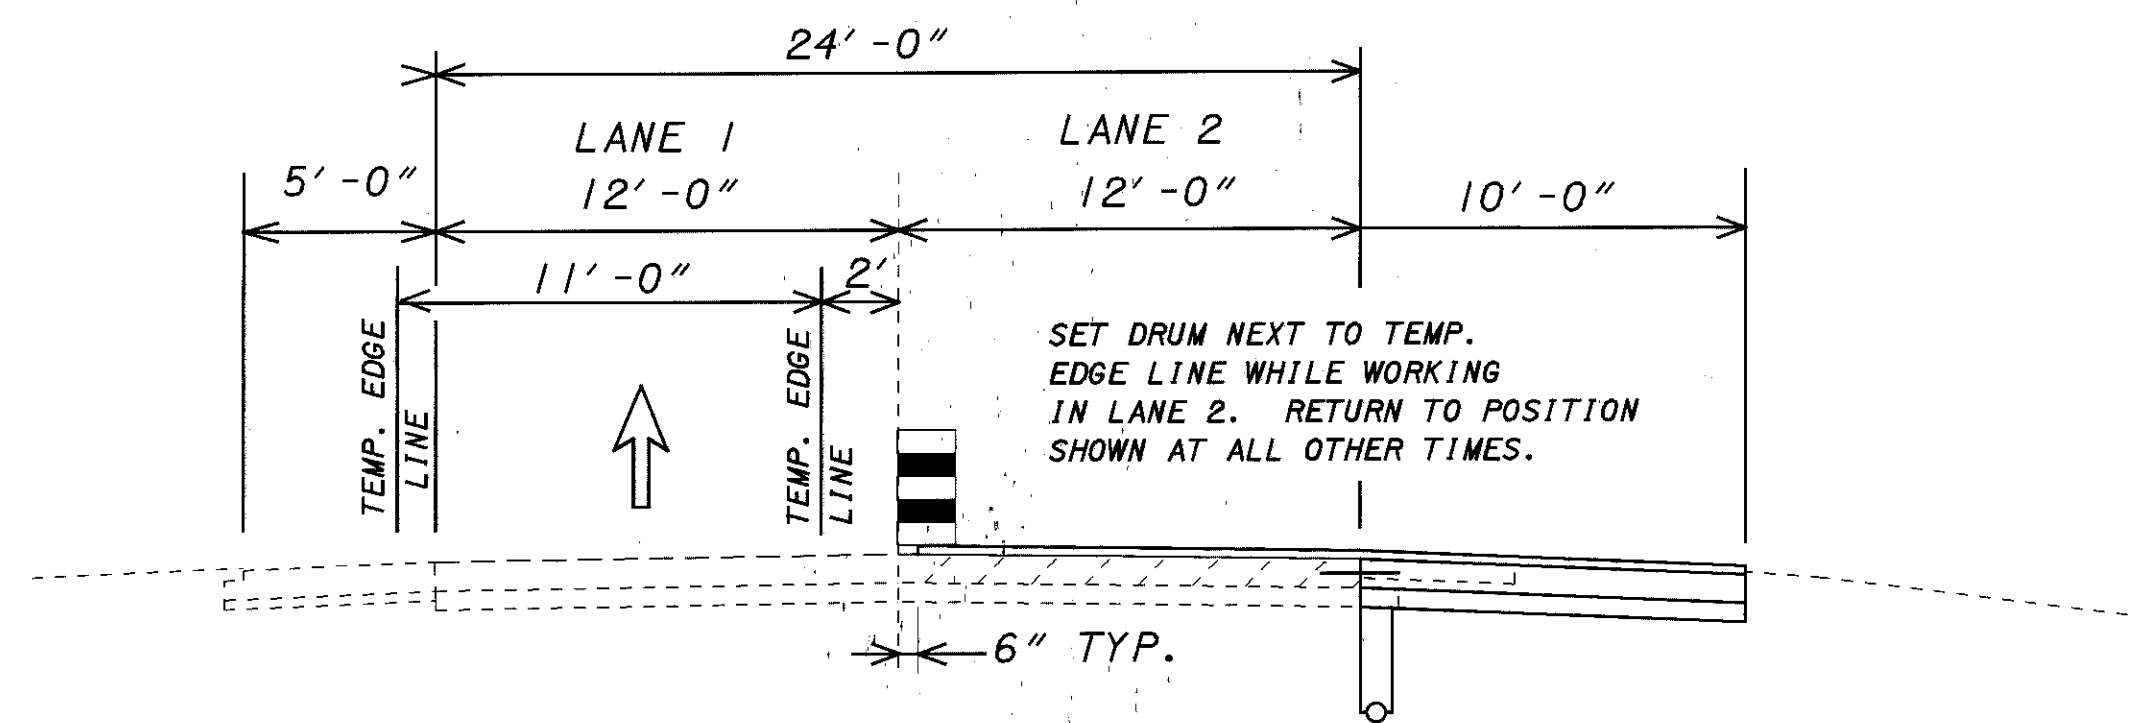 24'-0"
LANE 1
LANE 2
5'-0"
12'-0"
12'-0"
10'-0"
11'-0"
2'
TEMP. EDGE
LINE
TEMP. EDGE
LINE
SET DRUM NEXT TO TEMP.
EDGE LINE WHILE WORKING
IN LANE 2. RETURN TO POSITION
SHOWN AT ALL OTHER TIMES.
6" TYP.